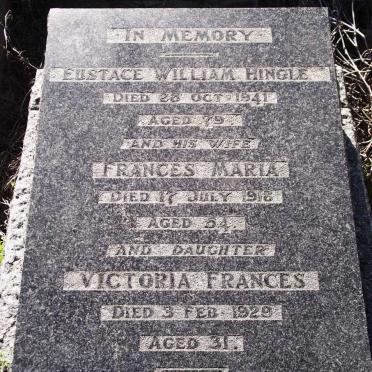 IN MEMORY
EUSTACE WILLIAM HINGLE
DIED 28 OCT. 1941
AGED 79.
AND HIS WIFE
FRANCES MARIA
DIED 17 JULY 1918
AGED 54.
AND DAUGHTER
VICTORIA FRANCES
DIED 3 FEB. 1929
AGED 31.